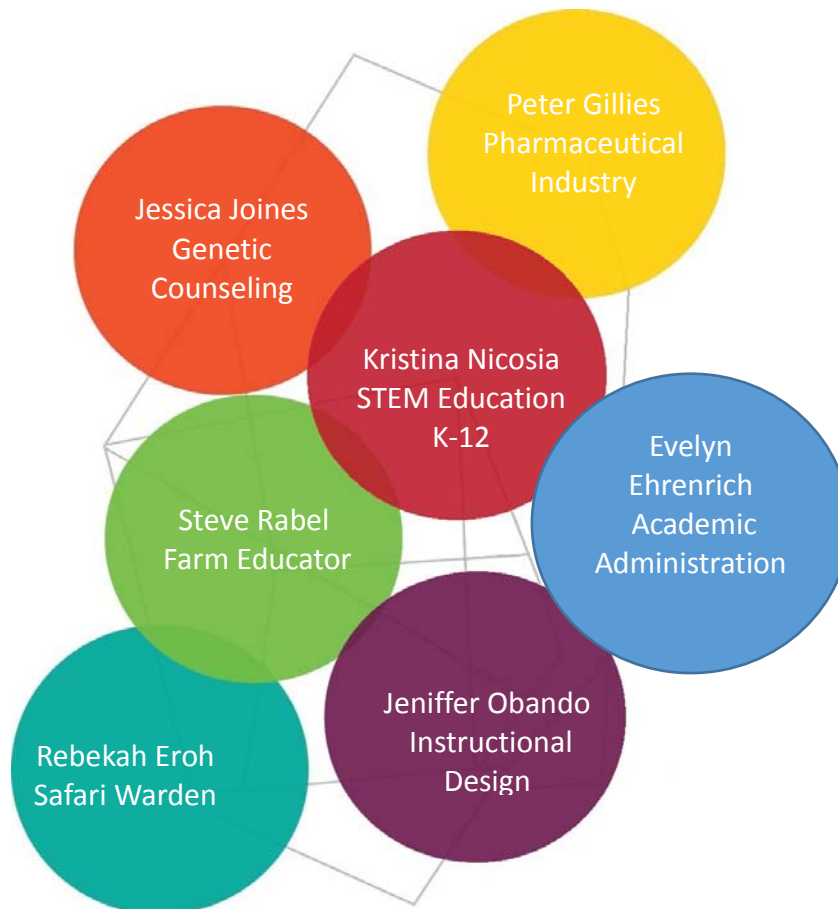 Peter Gillies
Pharmaceutical
Industry
Jessica Joines
Genetic
Counseling
Kristina Nicosia
STEM Education
K-12
Evelyn
Ehrenrich
Academic
Administration
Steve Rabel
Farm Educator
Jeniffer Obando
Instructional
Design
Rebekah Eroh
Safari Warden